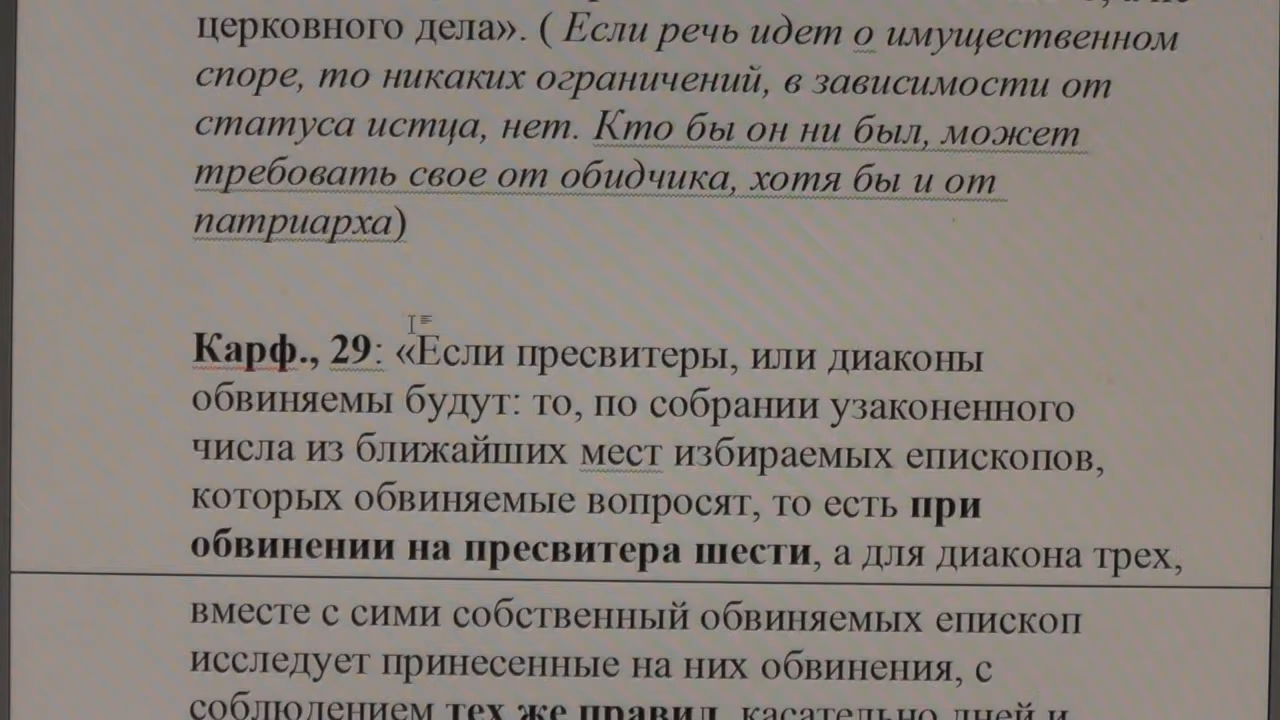 церковного дела». ( Если речь идет о имущественном
споре, то никаких ограничений, в зависимости от
статуса истца, нет. Кто бы он ни был, может
требовать свое от обидчика, хотя бы и от
патриарха)
Карф., 29: «Если пресвитеры, или диаконы
обвиняемы будут: то, по собрании узаконенного
числа из ближайших мест избираемых епископов,
которых обвиняемые вопросят, то есть при
обвинении на пресвитера шести, а для диакона трех,
вместе с сими собственный обвиняемых епископ
исследует принесенные на них обвинения, с
соблюдением тех же правил, касательно дней и